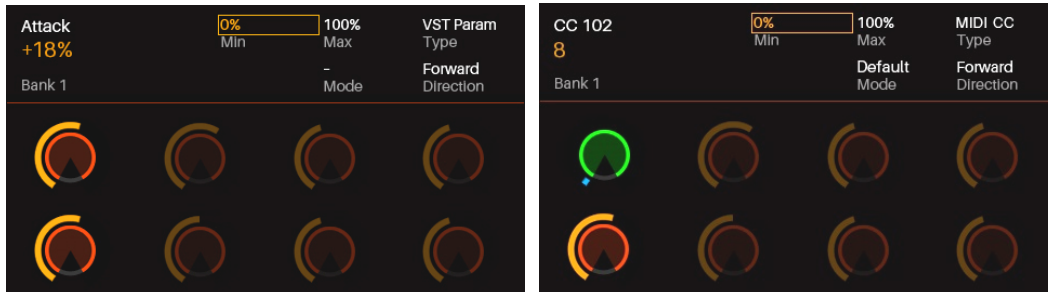 Attack 0% 100% VST Param
+18% Min Max Type
– Forward
Bank 1 Mode Direction
CC 102 0% 100% MIDI CC
8 Min Max Type
Default Forward
Bank 1 Mode Direction